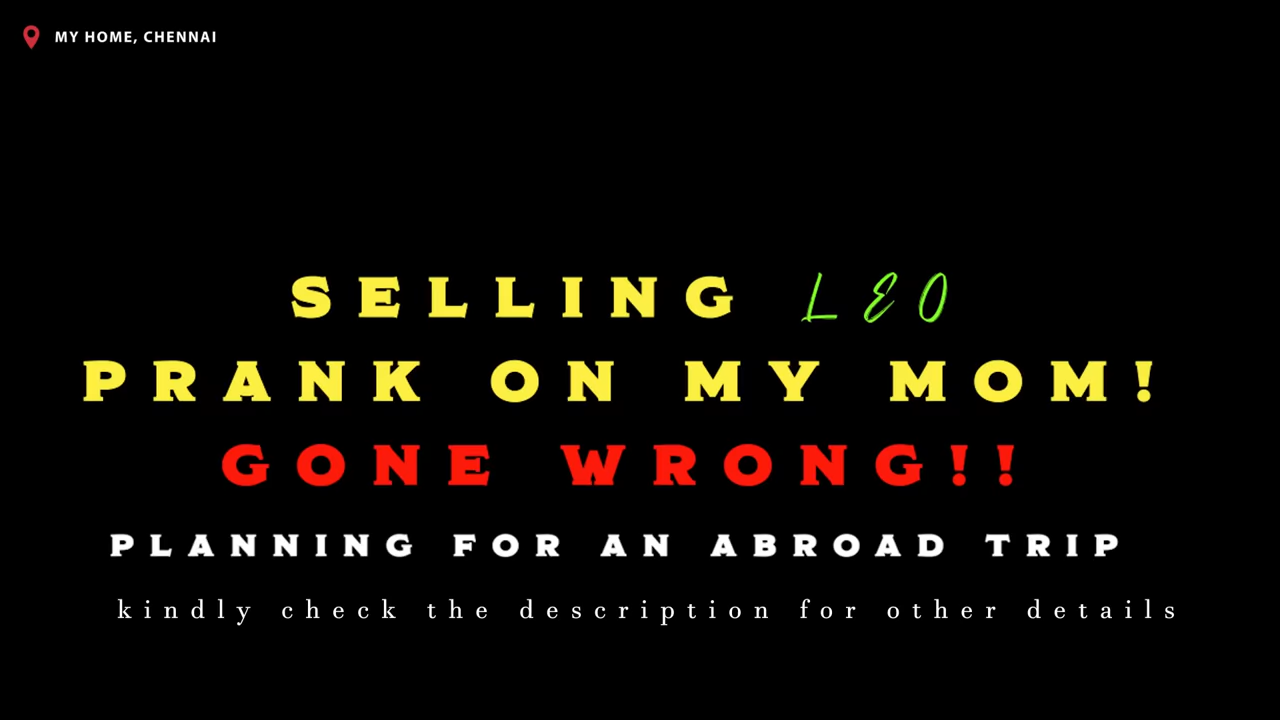 MY HOME, CHENNAI
SELLING LEO
PRANK ON MY MOM!
GONE WRONG!!
PLANNING FOR AN ABROAD TRIP
kindly check the description for other details